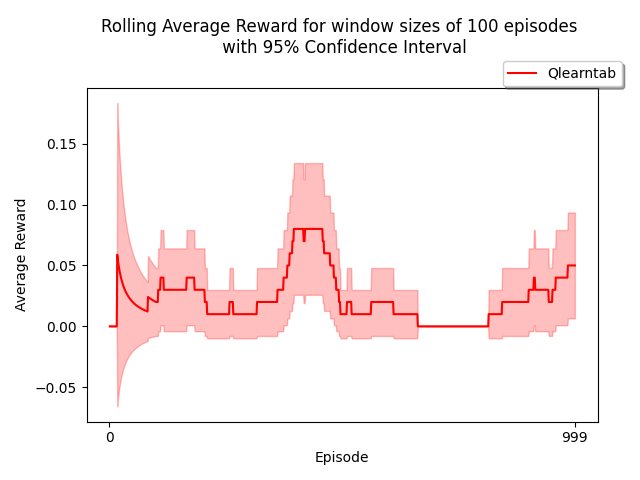 Rolling Average Reward for window sizes of 100 episodes
with 95% Confidence Interval
Qlearntab
0.15
0.10
0.05
0.00
−0.05
Average Reward
0
999
Episode